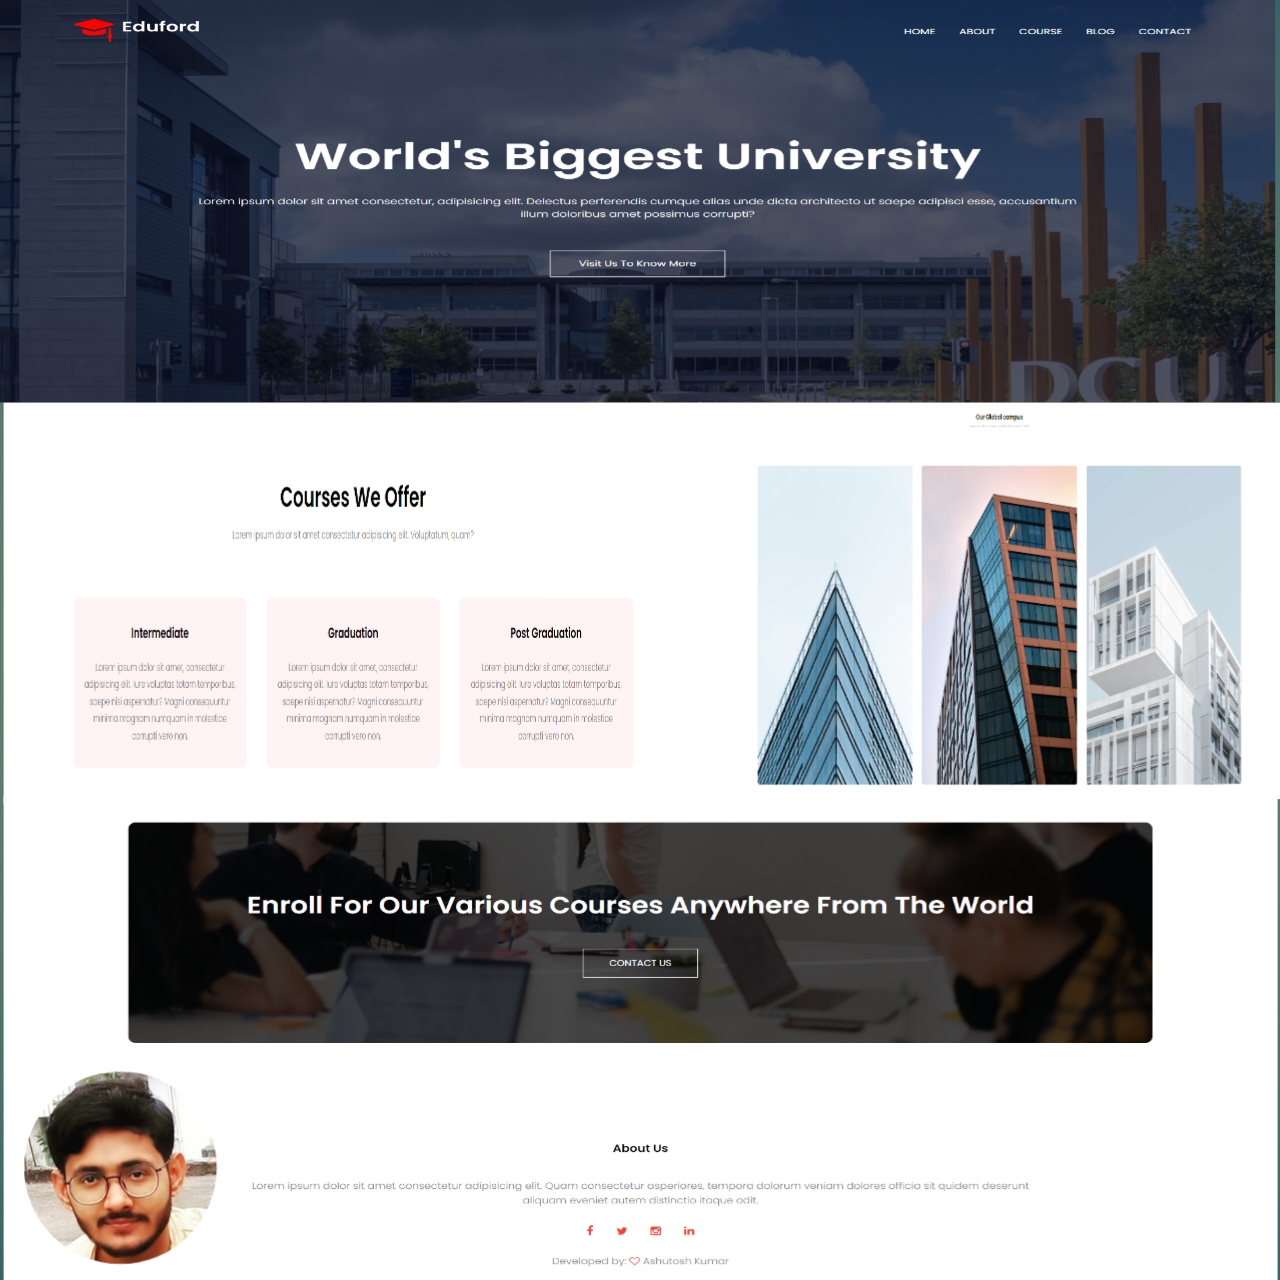 Eduford
HOME ABOUT COURSE BLOG CONTACT
World's Biggest University
Lorem ipsum dolor sit amet consectetur, adipisicing elit. Delectus perferendis cumque alias unde dicta architecto ut saepe adipisci esse, accusantium
illum doloribus amet possimus corrupti?
Visit Us To Know More
DCU
Our Global campus
Courses We Offer
Lorem ipsum dolor sit amet consectetur adipisicing elit. Voluptatum, quam?
Intermediate
Lorem ipsum dolor sit amet, consectetur
adipisicing elit. Iure voluptas totam temporibus,
saepe nisi aspernatur? Magni consequuntur
minima magnam numquam in molestiae
corrupti vero non.
Graduation
Lorem ipsum dolor sit amet, consectetur
adipisicing elit. Iure voluptas totam temporibus,
saepe nisi aspernatur? Magni consequuntur
minima magnam numquam in molestiae
corrupti vero non.
Post Graduation
Lorem ipsum dolor sit amet, consectetur
adipisicing elit. Iure voluptas totam temporibus,
saepe nisi aspernatur? Magni consequuntur
minima magnam numquam in molestiae
corrupti vero non.
Enroll For Our Various Courses Anywhere From The World
CONTACT US
About Us
Lorem ipsum dolor sit amet consectetur adipisicing elit. Quam consectetur asperiores, tempora dolorum veniam dolores officia sit quidem deserunt
aliquam eveniet autem distinctio itaque odit.
Developed by: Ashutosh Kumar